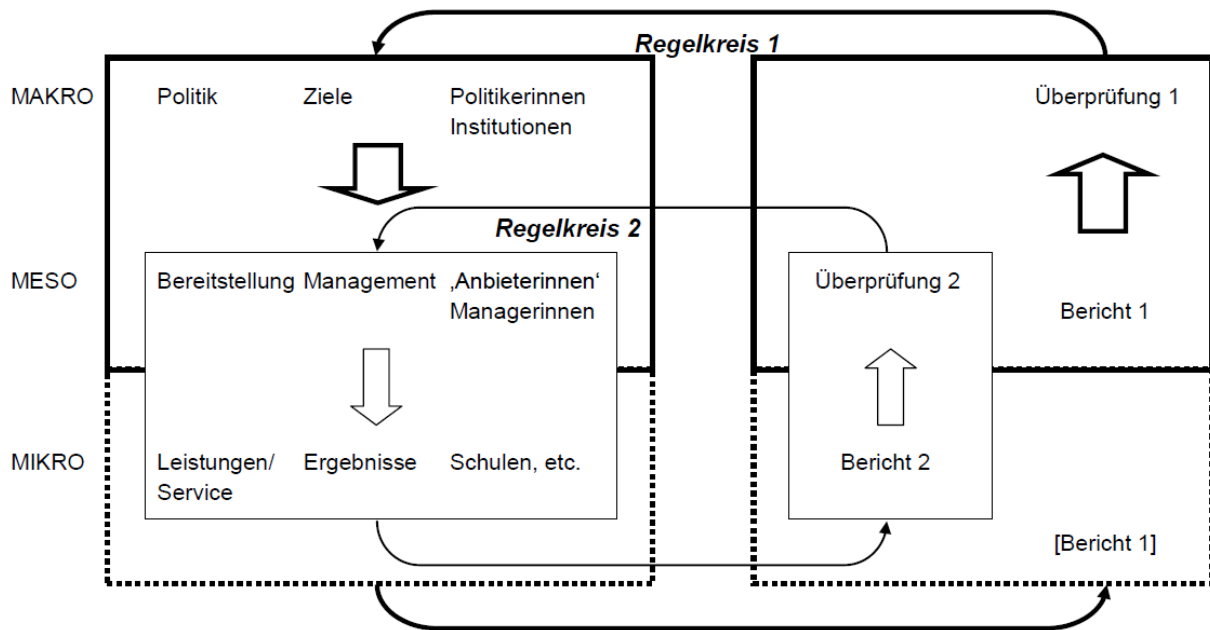 Regelkreis 1
MAKRO Politik Ziele Politikerinnen Überprüfung 1
Institutionen
Regelkreis 2
MESO Bereitstellung Management ‚Anbieterinnen‘ Überprüfung 2
Managerinnen Bericht 1
MIKRO Leistungen/ Ergebnisse Schulen, etc. Bericht 2
Service
[Bericht 1]